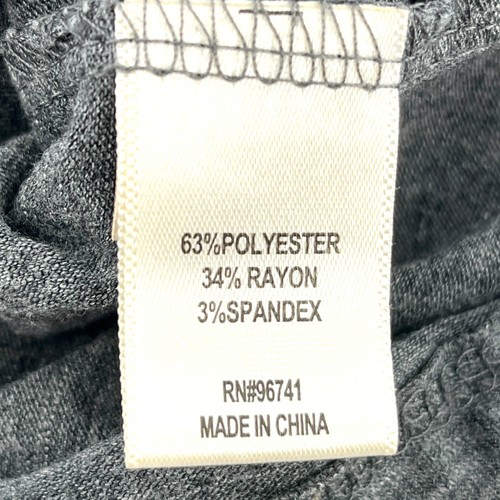 63%POLYESTER
34% RAYON
3%SPANDEX
RN#96741
MADE IN CHINA